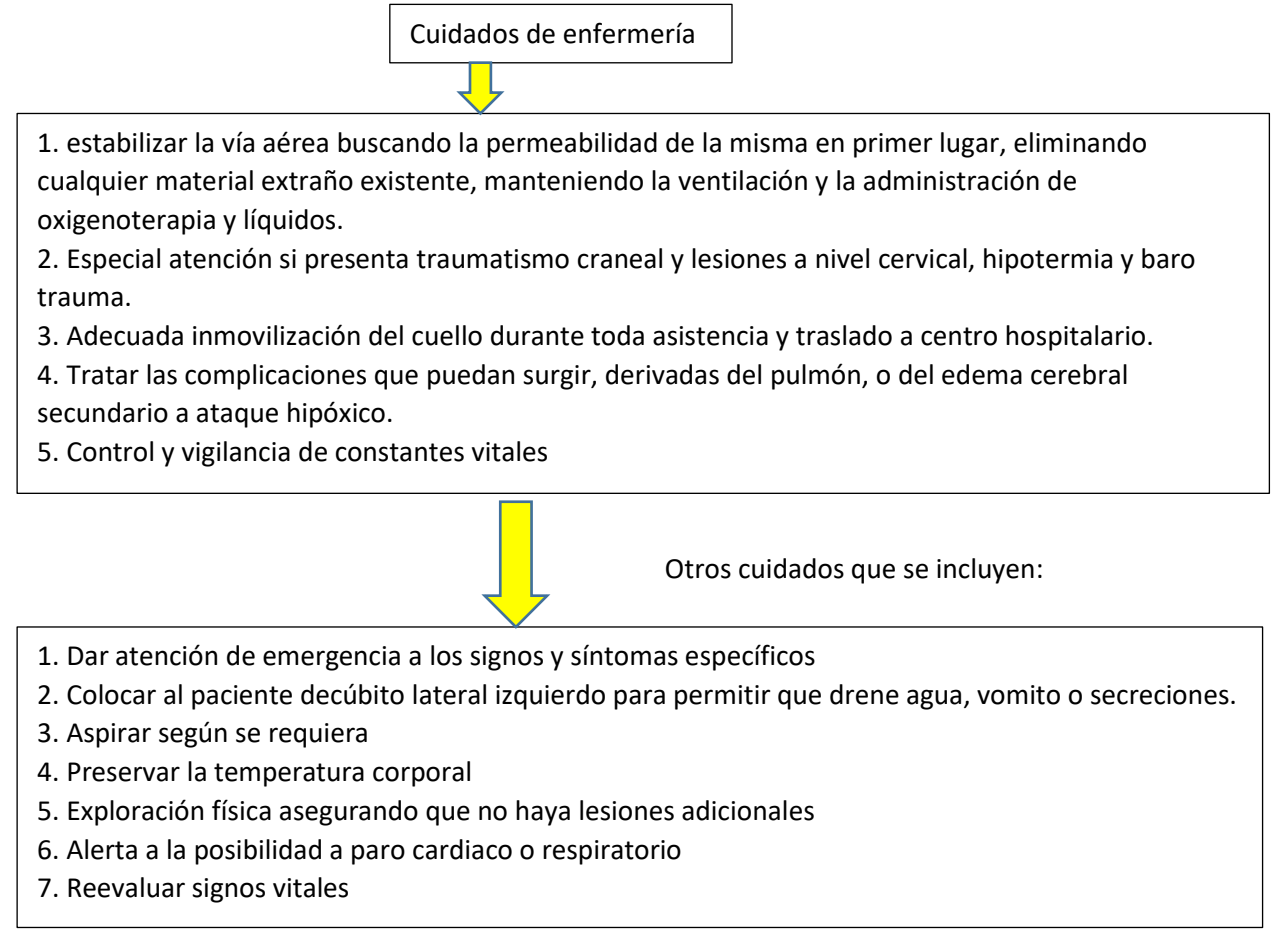 Cuidados de enfermería
1. estabilizar la vía aérea buscando la permeabilidad de la misma en primer lugar, eliminando
cualquier material extraño existente, manteniendo la ventilación y la administración de
oxigenoterapia y líquidos.
2. Especial atención si presenta traumatismo craneal y lesiones a nivel cervical, hipotermia y baro
trauma.
3. Adecuada inmovilización del cuello durante toda asistencia y traslado a centro hospitalario.
4. Tratar las complicaciones que puedan surgir, derivadas del pulmón, o del edema cerebral
secundario a ataque hipóxico.
5. Control y vigilancia de constantes vitales
Otros cuidados que se incluyen:
1. Dar atención de emergencia a los signos y síntomas específicos
2. Colocar al paciente decúbito lateral izquierdo para permitir que drene agua, vomito o secreciones.
3. Aspirar según se requiera
4. Preservar la temperatura corporal
5. Exploración física asegurando que no haya lesiones adicionales
6. Alerta a la posibilidad a paro cardiaco o respiratorio
7. Reevaluar signos vitales